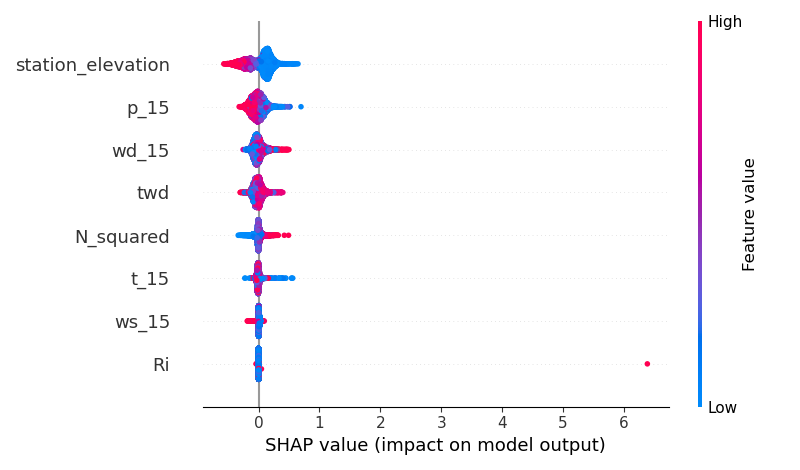 High
station_elevation
p_15
wd_15
twd
N_squared
t_15
ws_15
Ri
Feature value
Low
0 1 2 3 4 5 6
SHAP value (impact on model output)